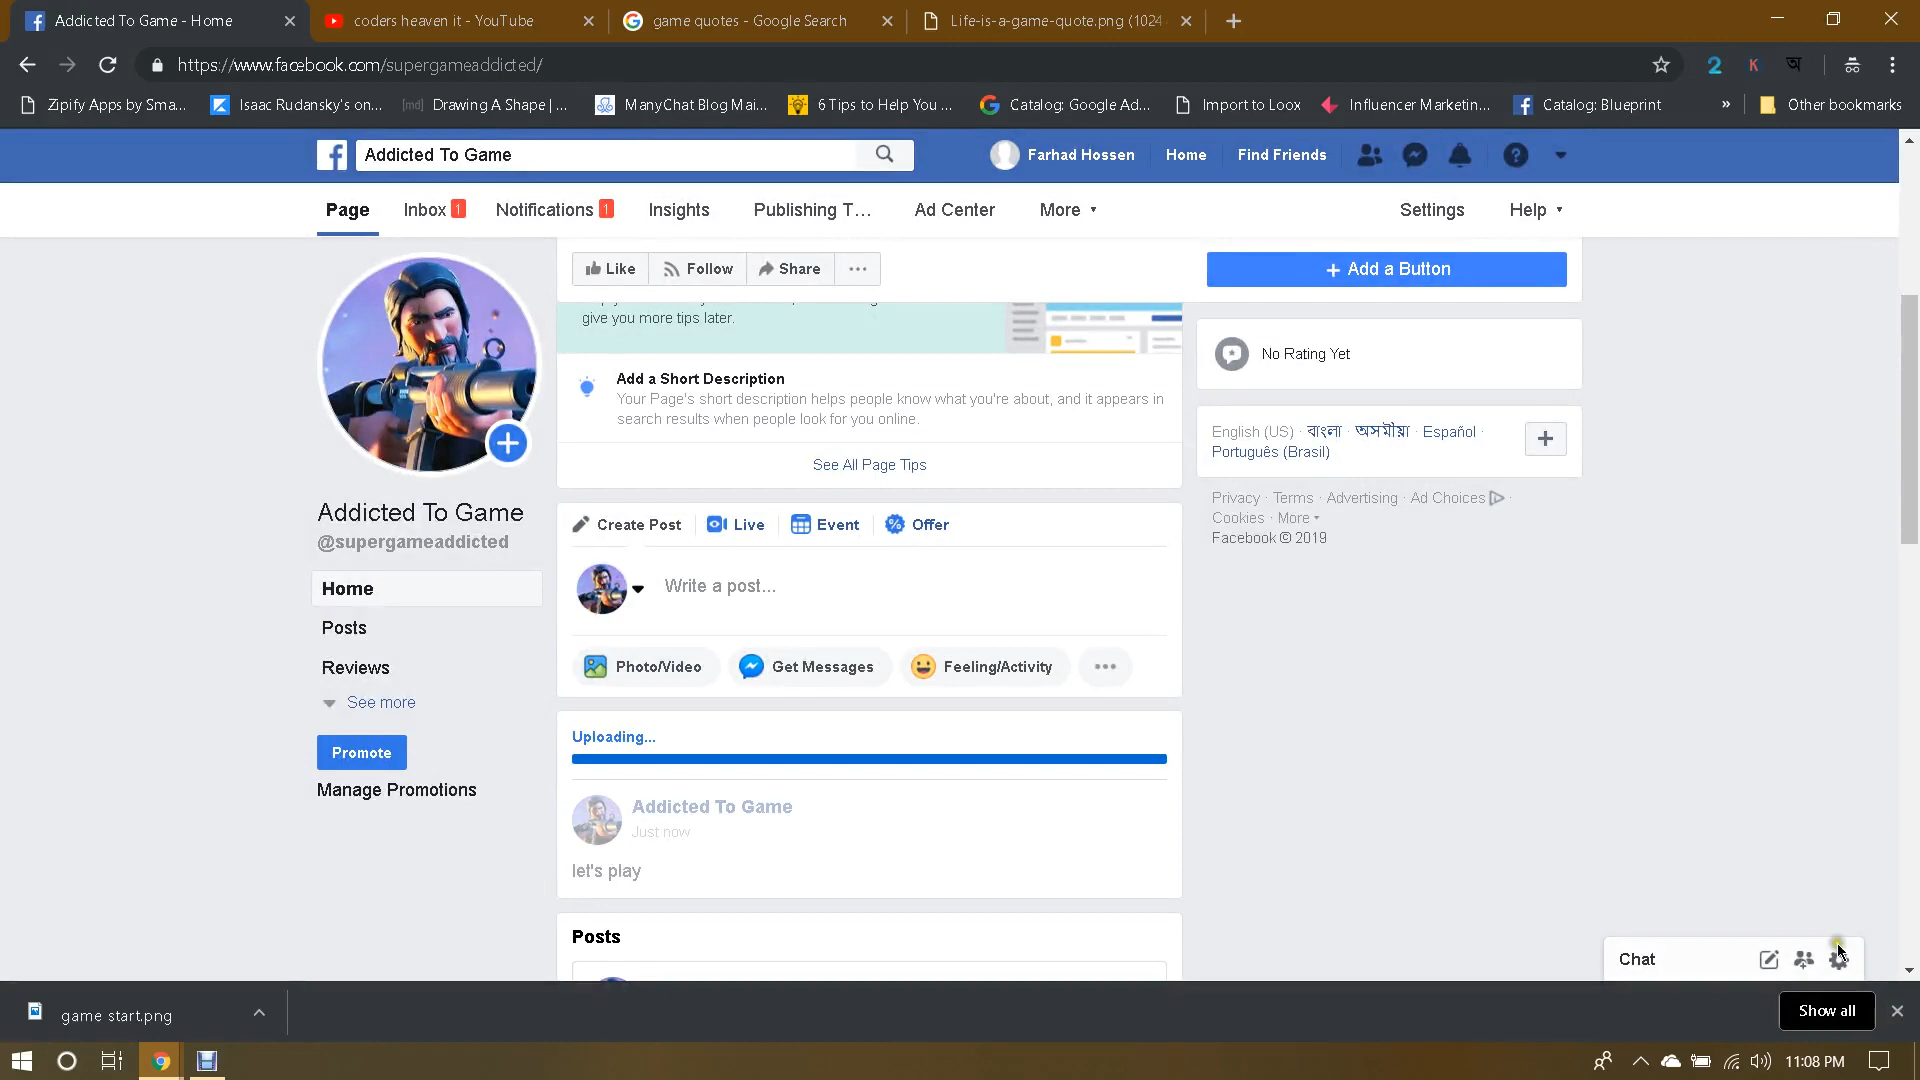 Addicted To Game - Home
coders heaven it - YouTube
game quotes - Google Search
Life-is-a-game-quote.png (1024
https://www.facebook.com/supergameaddicted/
Zipify Apps by Sma...
Isaac Rudansky's on...
[md] Drawing A Shape | ...
ManyChat Blog Mai...
6 Tips to Help You ...
Catalog: Google Ad...
Import to Loox
Influencer Marketin...
Catalog: Blueprint
»
Other bookmarks
Addicted To Game
Farhad Hossen
Home
Find Friends
Page
Inbox 1
Notifications 1
Insights
Publishing T...
Ad Center
More
Settings
Help
Like
Follow
Share
...
+ Add a Button
give you more tips later.
Add a Short Description
Your Page's short description helps people know what you're about, and it appears in
search results when people look for you online.
See All Page Tips
No Rating Yet
English (US) · বাংলা · অসমীয়া · Español ·
Português (Brasil)
Privacy · Terms · Advertising · Ad Choices ·
Cookies · More
Facebook © 2019
Addicted To Game
@supergameaddicted
Home
Posts
Reviews
See more
Promote
Manage Promotions
Create Post
Live
Event
Offer
Write a post...
Photo/Video
Get Messages
Feeling/Activity
...
Uploading...
Addicted To Game
Just now
let's play
Posts
Chat
game start.png
Show all
11:08 PM